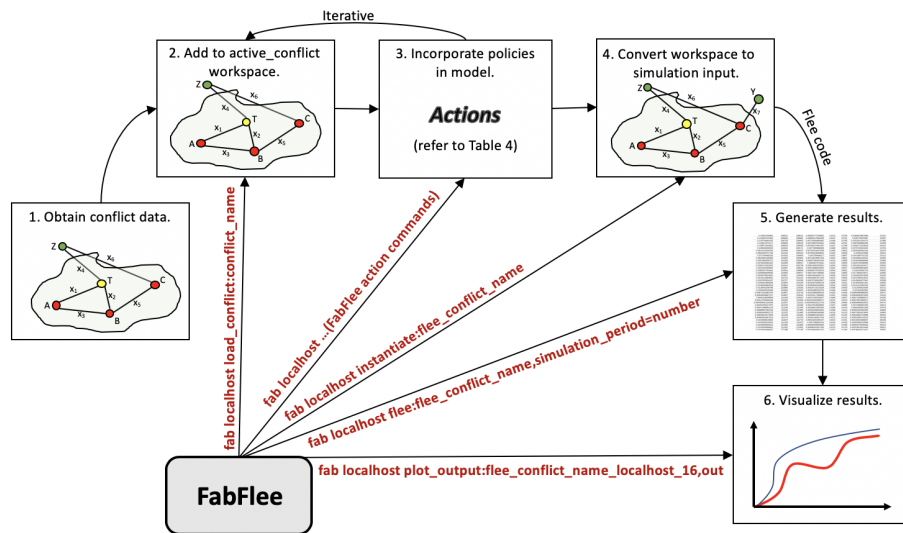 Iterative
2. Add to active_conflict
workspace.
Z
x4
x6
T
x1
x2
C
A
x3
B
x5
3. Incorporate policies
in model.
Actions
(refer to Table 4)
4. Convert workspace to
simulation input.
Z
x4
x6
Y
x7
T
x1
x2
C
A
x3
B
x5
Flee code
1. Obtain conflict data.
Z
x4
x6
T
x1
x2
C
A
x3
B
x5
5. Generate results.
6. Visualize results.
fab localhost load_conflict:conflict_name
fab localhost ...(FabFlee action commands)
fab localhost instantiate:flee_conflict_name
fab localhost flee:flee_conflict_name,simulation_period=number
fab localhost plot_output:flee_conflict_name_localhost_16,out
FabFlee